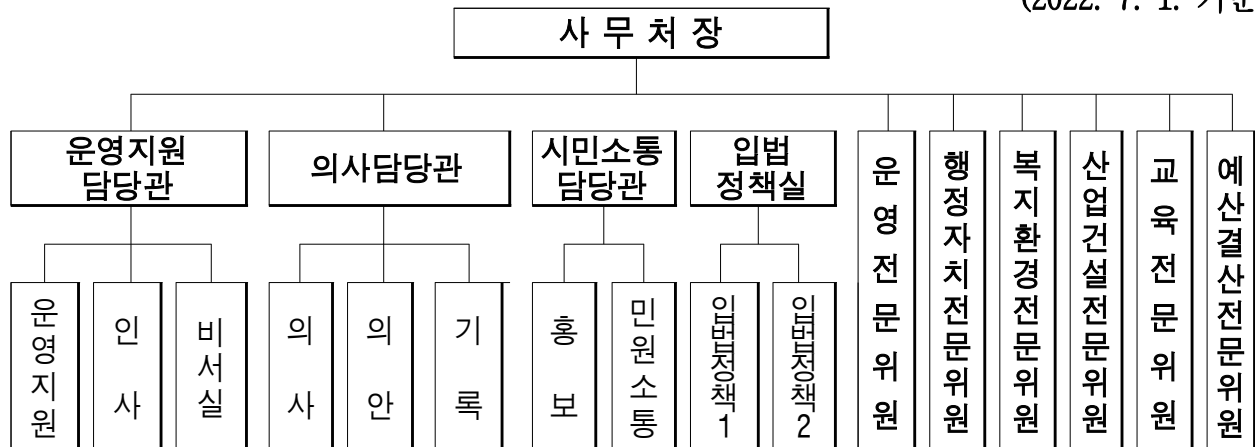 (2022. 7. 1. 기준
사 무 처 장
운영지원
담당관
의사담당관
시민소통
담당관
입법
정책실
운영전문위원
행정자치전문위원
복지환경전문위원
산업건설전문위원
교육전문위원
예산결산전문위원
운영지원
인사
비서실
의사
의안
기록
홍보
민원소통
입법정책1
입법정책2